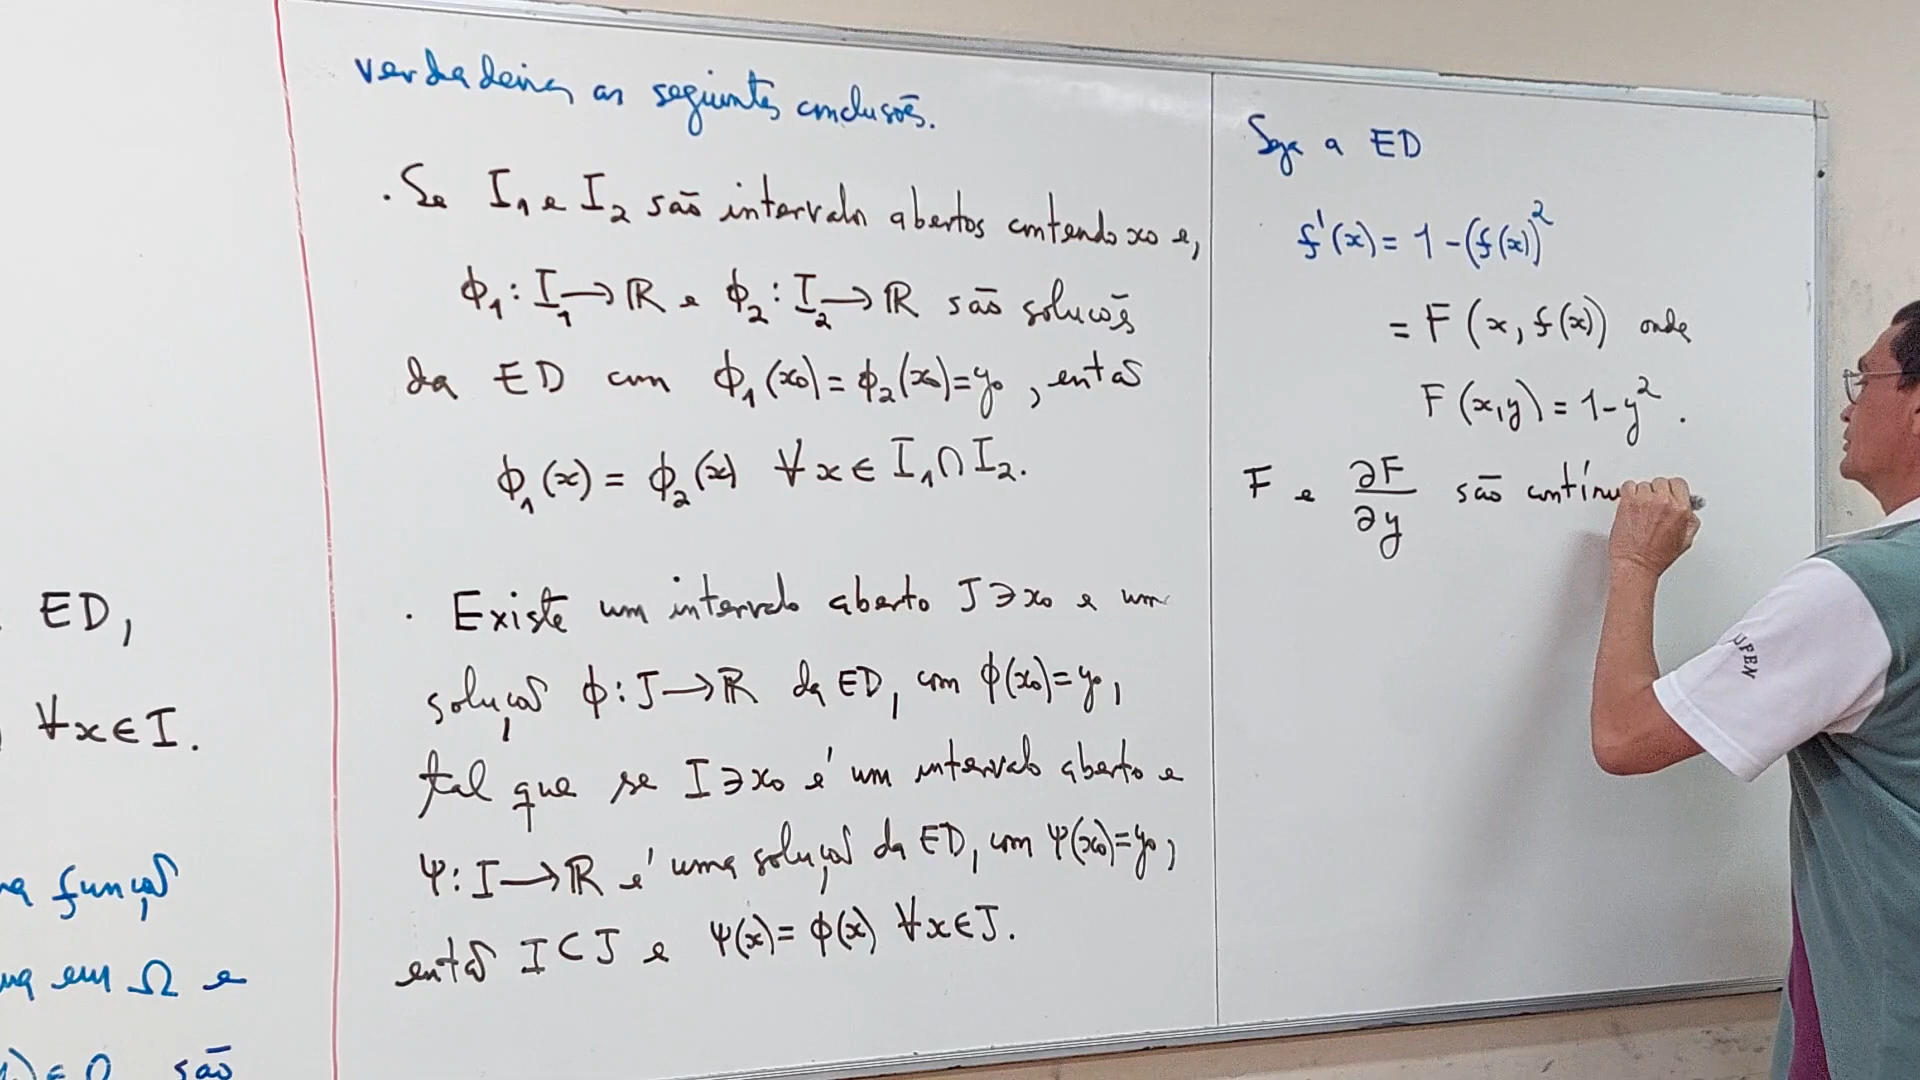 ED,
∀x∈I.
função
em Ω e
são
verdadeiras as seguintes conclusões.
. Se I₁ e I₂ são intervalos abertos contendo x₀ e,
ϕ₁: I₁→ℝ e ϕ₂: I₂→ℝ são soluções
da ED com ϕ₁(x₀)=ϕ₂(x₀)=y₀, então
ϕ₁(x) = ϕ₂(x) ∀x∈ I₁∩I₂.
. Existe um intervalo aberto J∋x₀ e um
solução ϕ: J→ℝ da ED, com ϕ(x₀)=y₀,
tal que se I∋x₀ é um intervalo aberto e
Ψ: I→ℝ é uma solução da ED, com Ψ(x₀)=y₀,
então I⊂J e Ψ(x)= ϕ(x) ∀x∈J.
Seja a ED
f'(x) = 1-(f(x))²
= F(x, f(x)) onde
F(x,y) = 1-y².
F e ∂F/∂y são contínu
UFRN